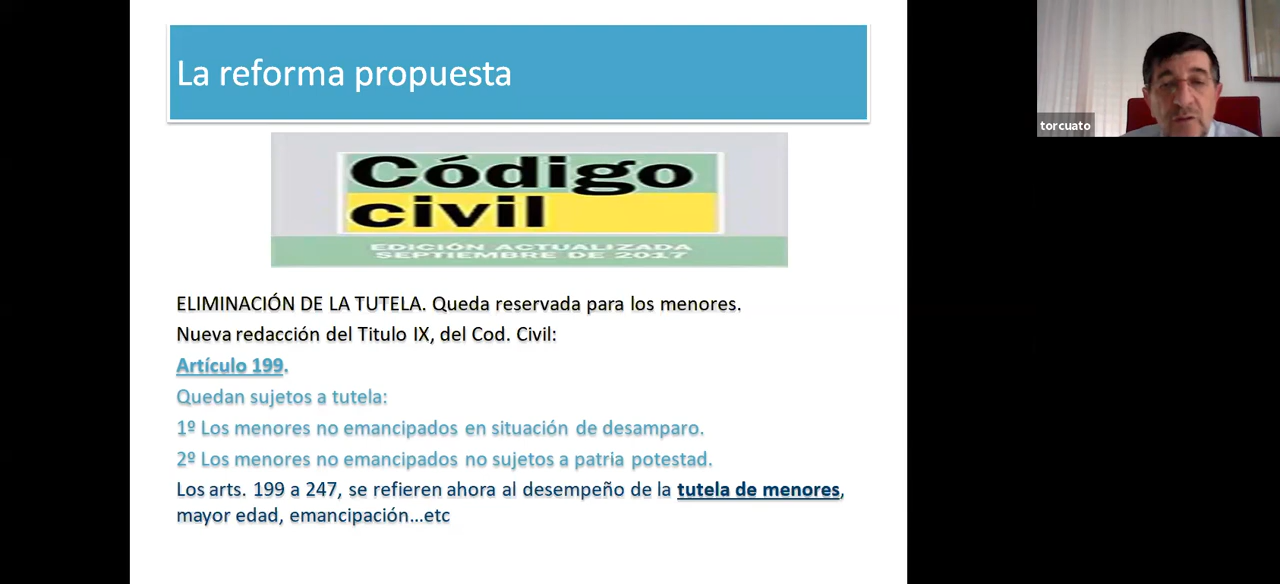 La reforma propuesta
Código
civil
EDICIÓN ACTUALIZADA
SEPTIEMBRE DE 2017
ELIMINACIÓN DE LA TUTELA. Queda reservada para los menores.
Nueva redacción del Titulo IX, del Cod. Civil:
Artículo 199.
Quedan sujetos a tutela:
1º Los menores no emancipados en situación de desamparo.
2º Los menores no emancipados no sujetos a patria potestad.
Los arts. 199 a 247, se refieren ahora al desempeño de la tutela de menores,
mayor edad, emancipación...etc
torcuato